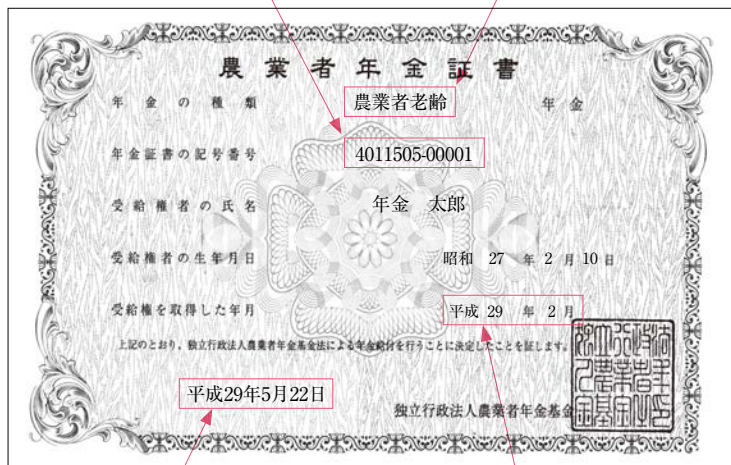 農業者年金証書
年金の種類 農業者老齢 年金
年金証書の記号番号 4011505-00001
受給権者の氏名 年金 太郎
受給権者の生年月日 昭和 27 年 2 月 10 日
受給権を取得した年月 平成 29 年 2 月
上記のとおり、独立行政法人農業者年金基金法による年金給付を行うことに決定したことを証します。
平成29年5月22日
独立行政法人農業者年金基金